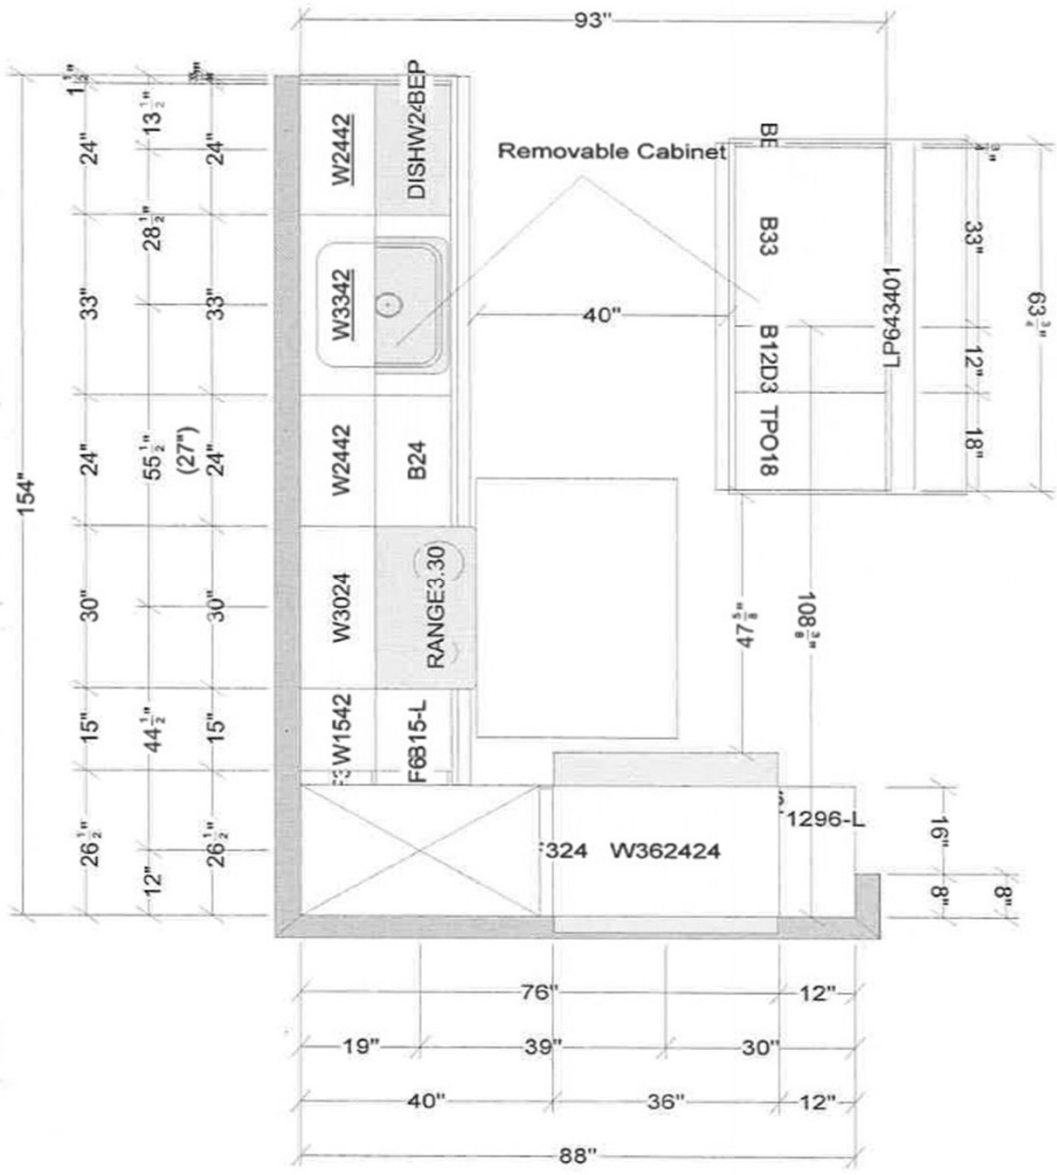 93"
1 1/2"
13 1/2"
24"
24"
28 1/2"
33"
33"
154"
24"
55 1/2"
(27")
24"
30"
30"
15"
44 1/2"
15"
26 1/2"
12"
26 1/2"
W2442
DISHW24BEP
W3342
W2442
B24
W3024
RANGE3.30
W1542
F6B15-L
Removable Cabinet
40"
B33
B12D3
TPO18
LP643401
3/4"
33"
12"
18"
63 3/4"
47 5/8"
108 3/8"
324
W362424
1296-L
16"
8"
8"
76"
12"
19"
39"
30"
40"
36"
12"
88"